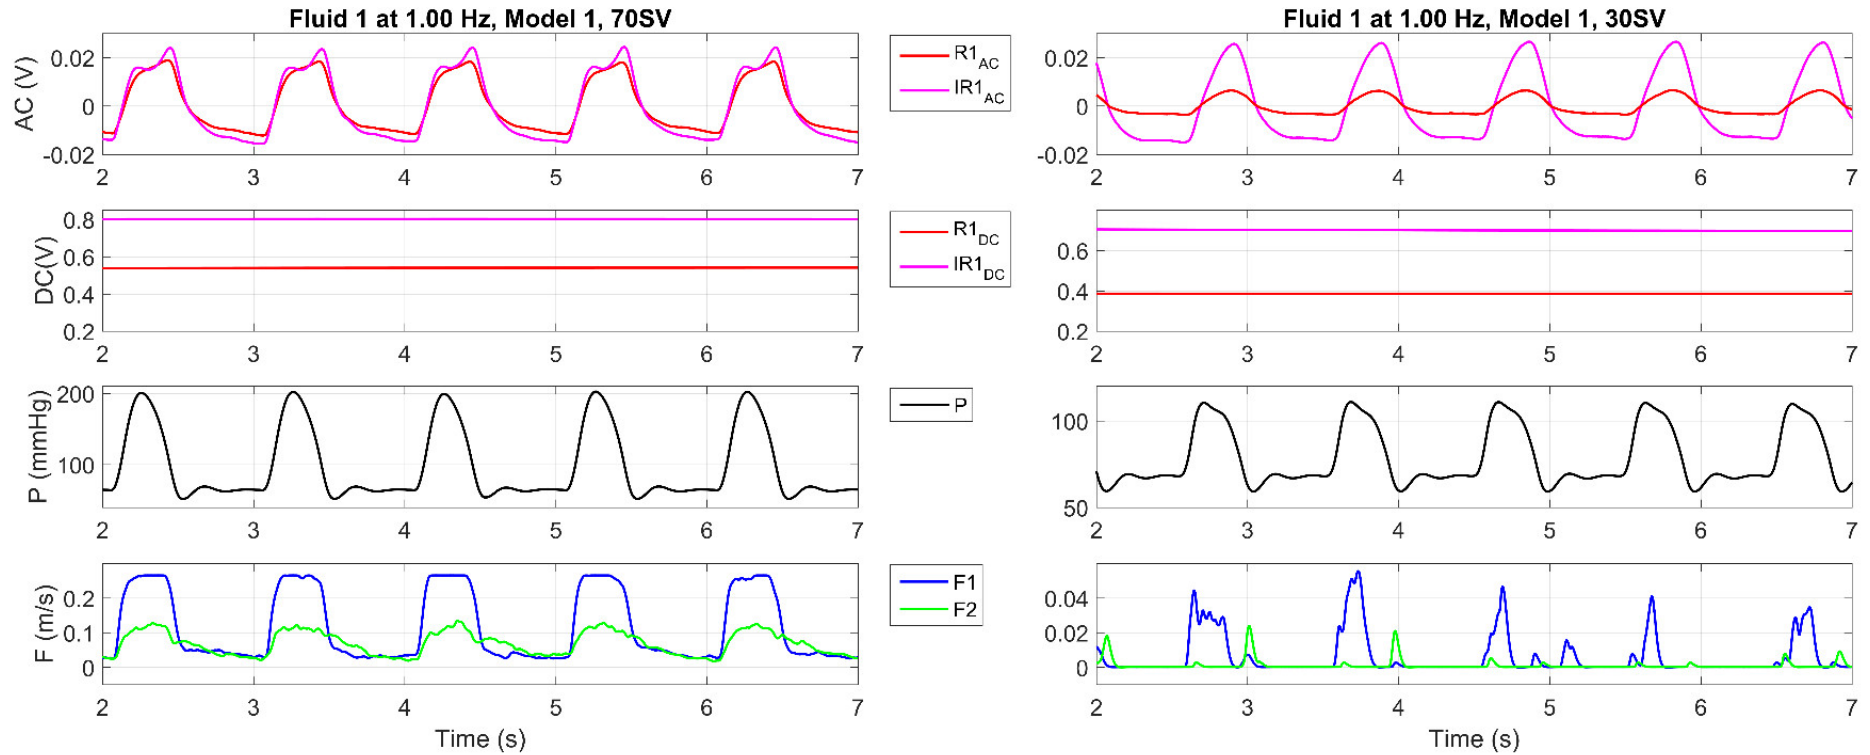 Fluid 1 at 1.00 Hz, Model 1, 70SV
AC (V)
0.02
0
-0.02
2 3 4 5 6 7
R1AC
IR1AC
DC(V)
0.8
0.6
0.4
0.2
2 3 4 5 6 7
R1DC
IR1DC
P (mmHg)
200
100
2 3 4 5 6 7
P
F (m/s)
0.2
0.1
0
2 3 4 5 6 7
Time (s)
F1
F2
Fluid 1 at 1.00 Hz, Model 1, 30SV
0.02
0
-0.02
2 3 4 5 6 7
0.6
0.4
0.2
2 3 4 5 6 7
100
50
2 3 4 5 6 7
0.04
0.02
0
2 3 4 5 6 7
Time (s)